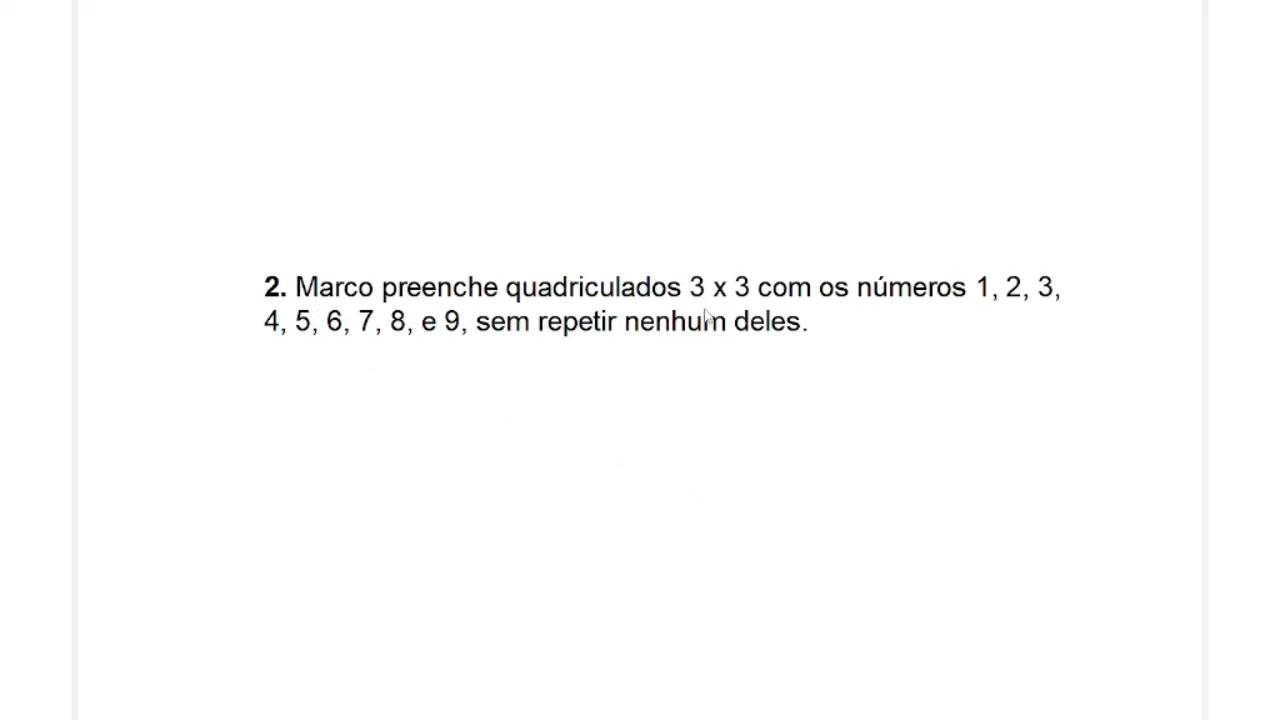 2. Marco preenche quadriculados 3 x 3 com os números 1, 2, 3,
4, 5, 6, 7, 8, e 9, sem repetir nenhum deles.